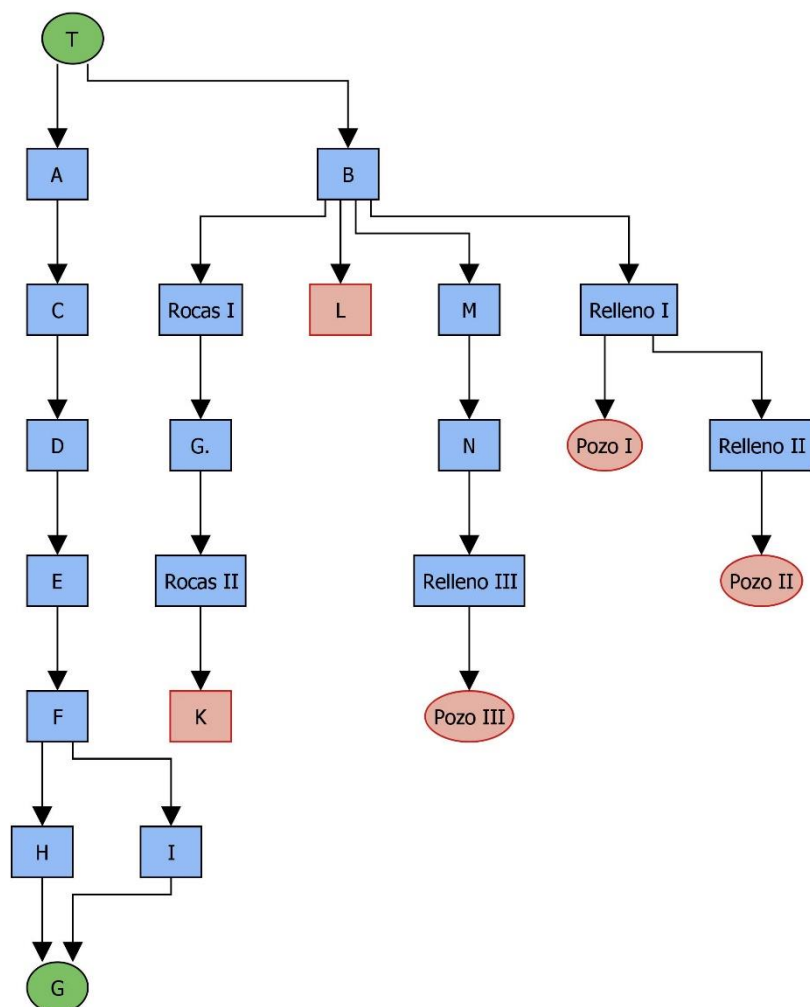 T
A
B
C
Rocas I
L
M
Relleno I
D
G.
N
Pozo I
Relleno II
E
Rocas II
Relleno III
Pozo II
F
K
Pozo III
H
I
G